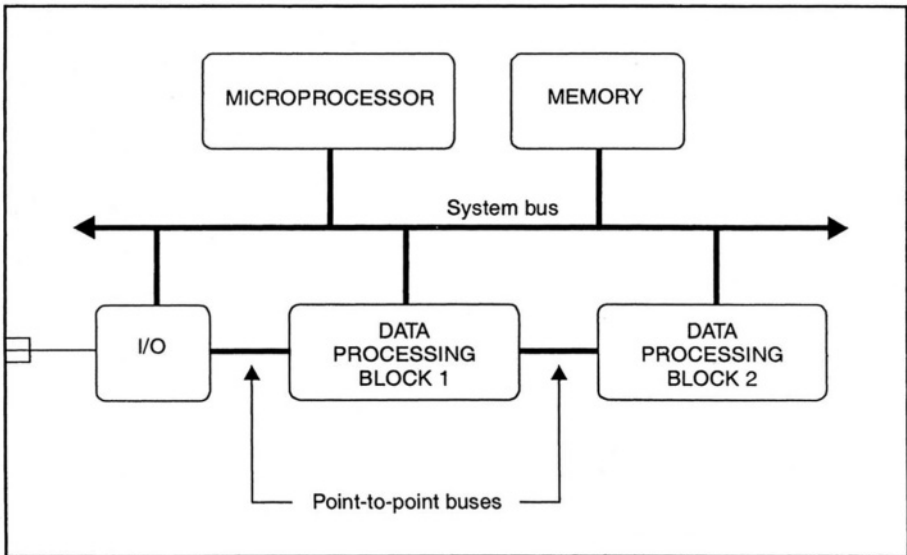 MICROPROCESSOR
MEMORY
System bus
I/O
DATA
PROCESSING
BLOCK 1
DATA
PROCESSING
BLOCK 2
Point-to-point buses